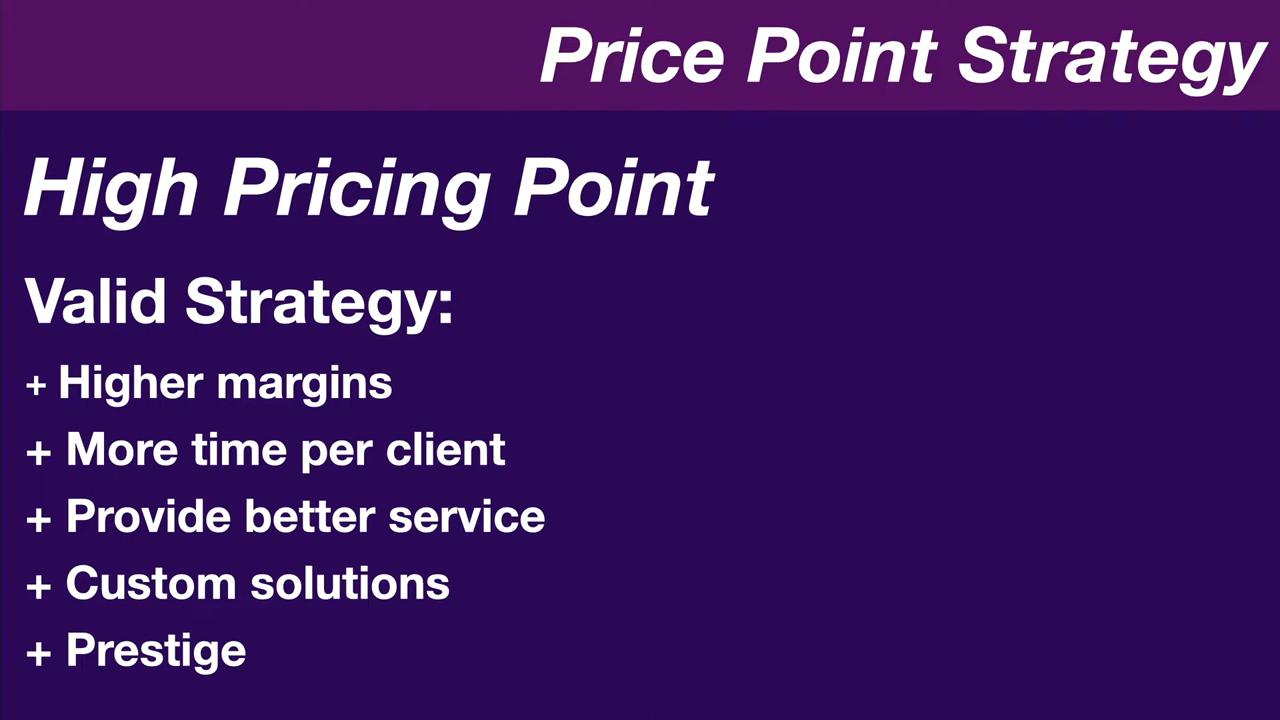 Price Point Strategy
High Pricing Point
Valid Strategy:
+ Higher margins
+ More time per client
+ Provide better service
+ Custom solutions
+ Prestige